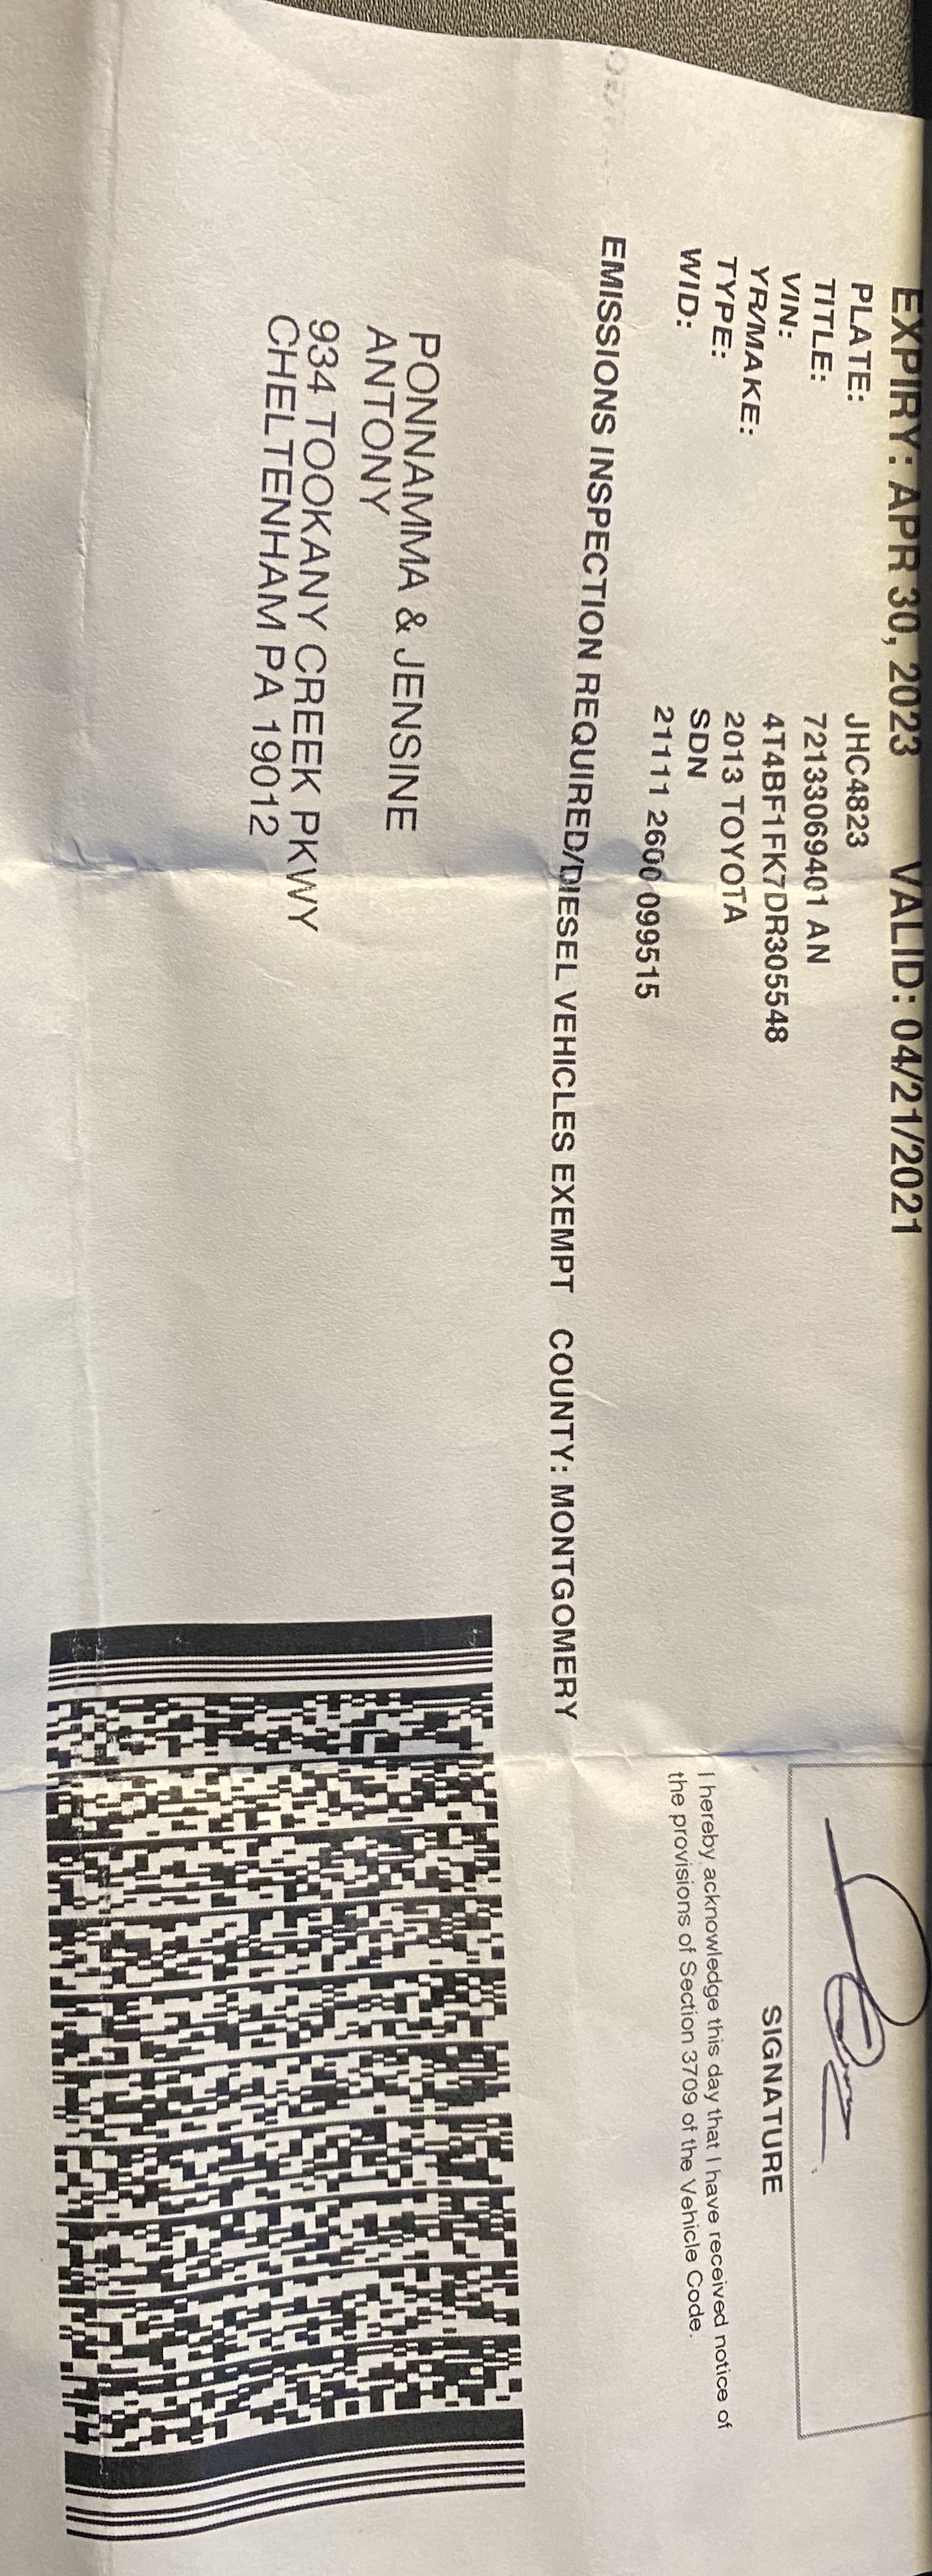 EXPIRY: APR 30, 2023 VALID: 04/21/2021
PLATE: JHC4823
TITLE: 72133069401 AN
VIN: 4T4BF1FK7DR305548
YR/MAKE: 2013 TOYOTA
TYPE: SDN
WID: 21111 2600 099515
EMISSIONS INSPECTION REQUIRED/DIESEL VEHICLES EXEMPT COUNTY: MONTGOMERY
PONNAMMA & JENSINE
ANTONY
934 TOOKANY CREEK PKWY
CHELTENHAM PA 19012
SIGNATURE
I hereby acknowledge this day that I have received notice of
the provisions of Section 3709 of the Vehicle Code.